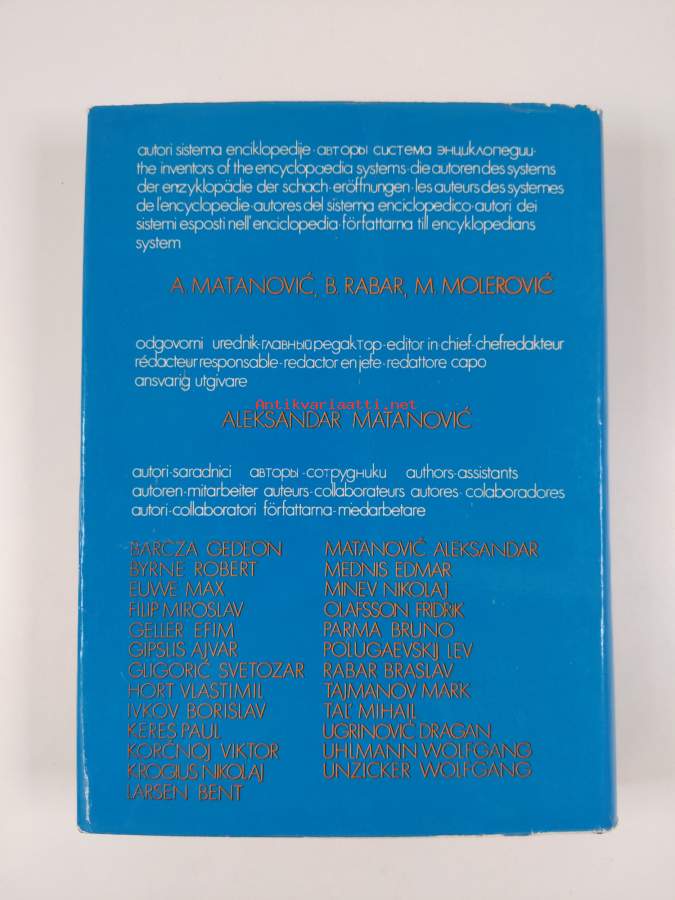 autori sistema enciklopedije·авторы система энциклопедии·
the inventors of the encyclopaedia systems·die autoren des systems
der enzyklopädie der schach-eröffnungen·les auteurs des systemes
de l'encyclopedie·autores del sistema enciclopedico·autori dei
sistemi esposti nell'enciclopedia·författarna till encyklopedians
system
A. MATANOVIĆ, B. RABAR, M. MOLEROVIĆ
odgovorni urednik·главный редактор·editor in chief·chefredakteur
rédacteur responsable·redactor en jefe·redattore capo
ansvarig utgivare
Antikvariaatti.net
ALEKSANDAR MATANOVIĆ
autori-saradnici авторы-сотрудники authors-assistants
autoren-mitarbeiter auteurs-collaborateurs autores-colaboradores
autori-collaboratori författarna-medarbetare
BARCZA GEDEON
BYRNE ROBERT
EUWE MAX
FILIP MIROSLAV
GELLER EFIM
GIPSLIS AJVAR
GLIGORIĆ SVETOZAR
HORT VLASTIMIL
IVKOV BORISLAV
KERES PAUL
KORČNOJ VIKTOR
KROGIUS NIKOLAJ
LARSEN BENT
MATANOVIĆ ALEKSANDAR
MEDNIS EDMAR
MINEV NIKOLAJ
OLAFSSON FRIDRIK
PARMA BRUNO
POLUGAEVSKIJ LEV
RABAR BRASLAV
TAJMANOV MARK
TAL' MIHAIL
UGRINOVIĆ DRAGAN
UHLMANN WOLFGANG
UNZICKER WOLFGANG